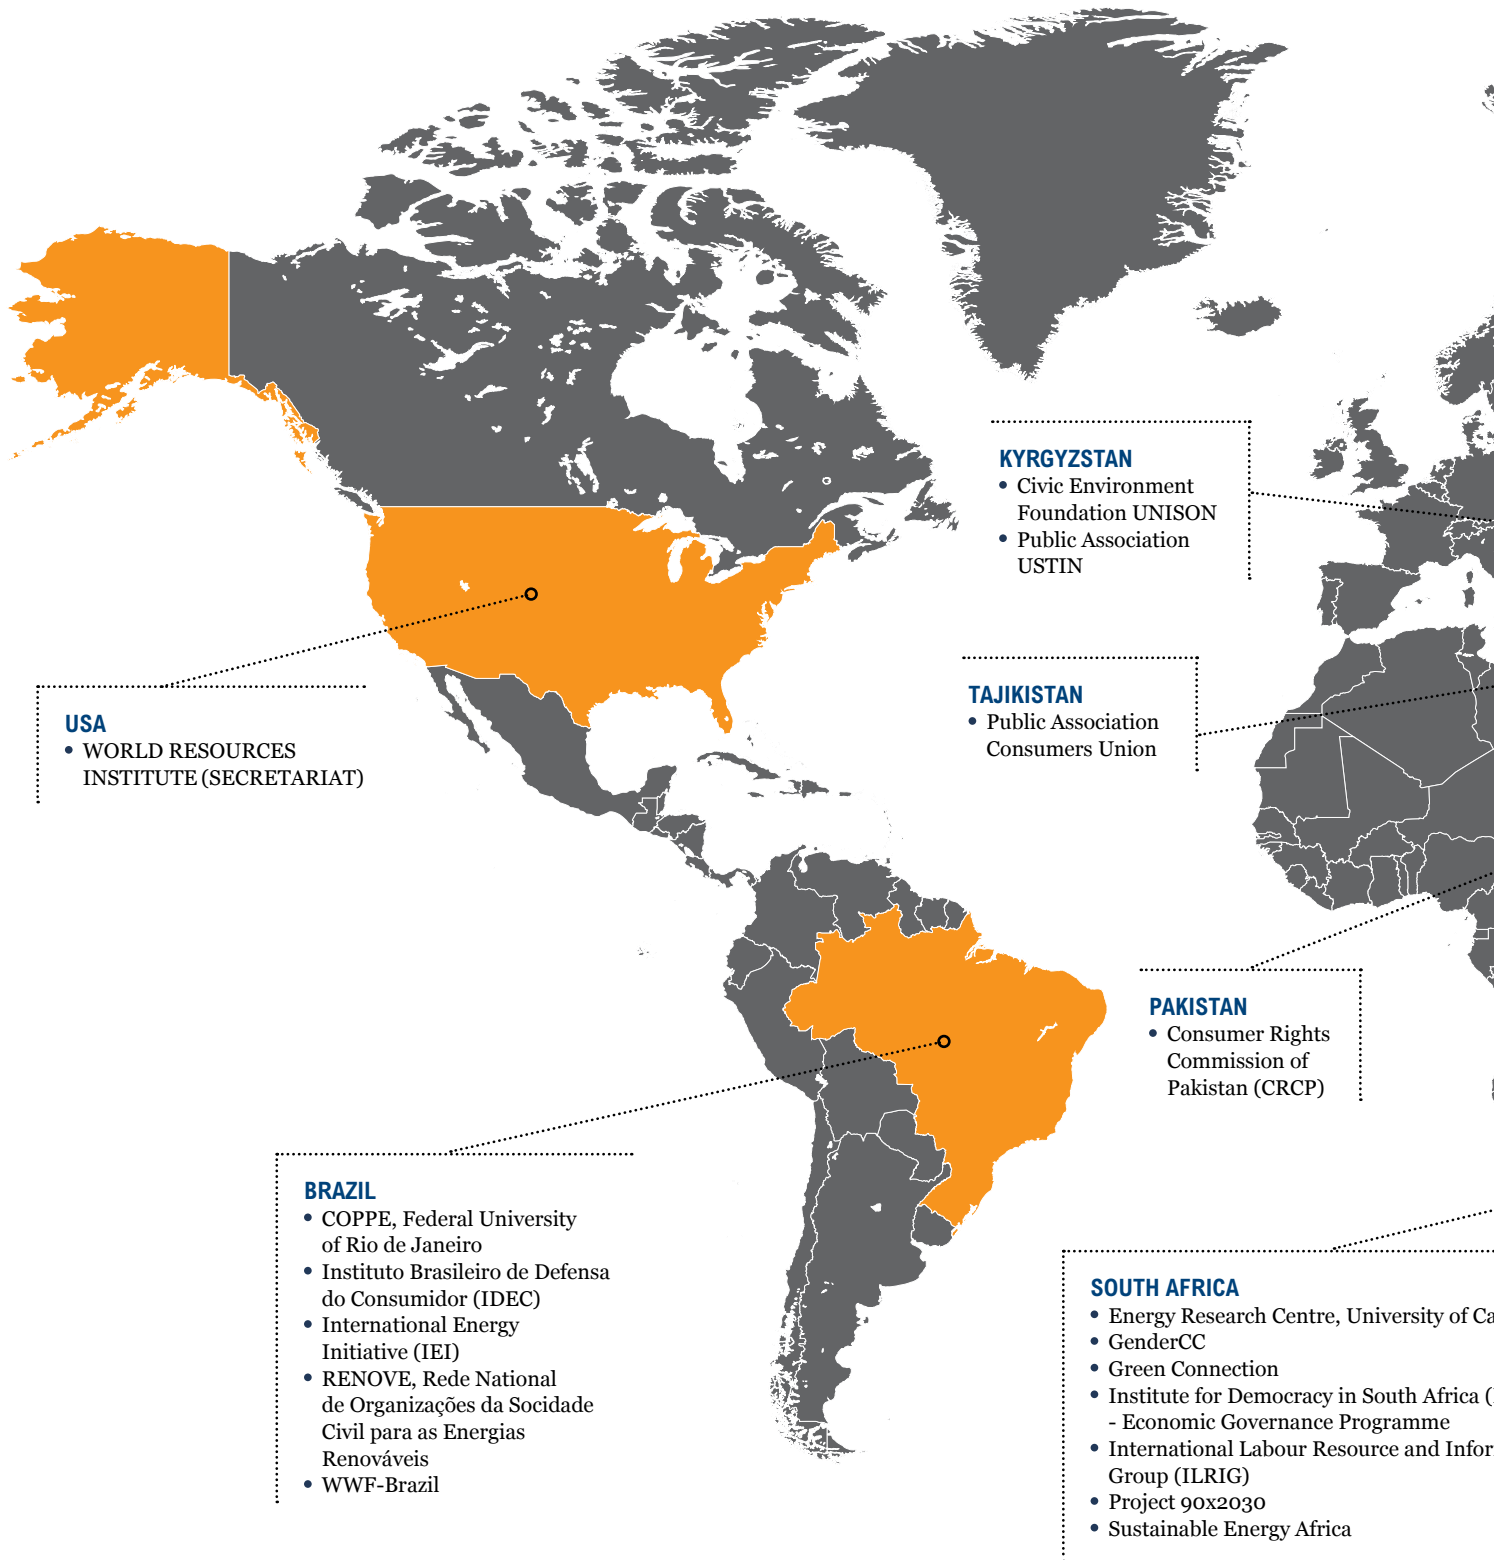 KYRGYZSTAN
• Civic Environment
Foundation UNISON
• Public Association
USTIN
TAJIKISTAN
• Public Association
Consumers Union
USA
• WORLD RESOURCES
INSTITUTE (SECRETARIAT)
PAKISTAN
• Consumer Rights
Commission of
Pakistan (CRCP)
BRAZIL
• COPPE, Federal University
of Rio de Janeiro
• Instituto Brasileiro de Defensa
do Consumidor (IDEC)
• International Energy
Initiative (IEI)
• RENOVE, Rede National
de Organizações da Socidade
Civil para as Energias
Renováveis
• WWF-Brazil
SOUTH AFRICA
• Energy Research Centre, University of Ca
• GenderCC
• Green Connection
• Institute for Democracy in South Africa (
- Economic Governance Programme
• International Labour Resource and Infor
Group (ILRIG)
• Project 90x2030
• Sustainable Energy Africa